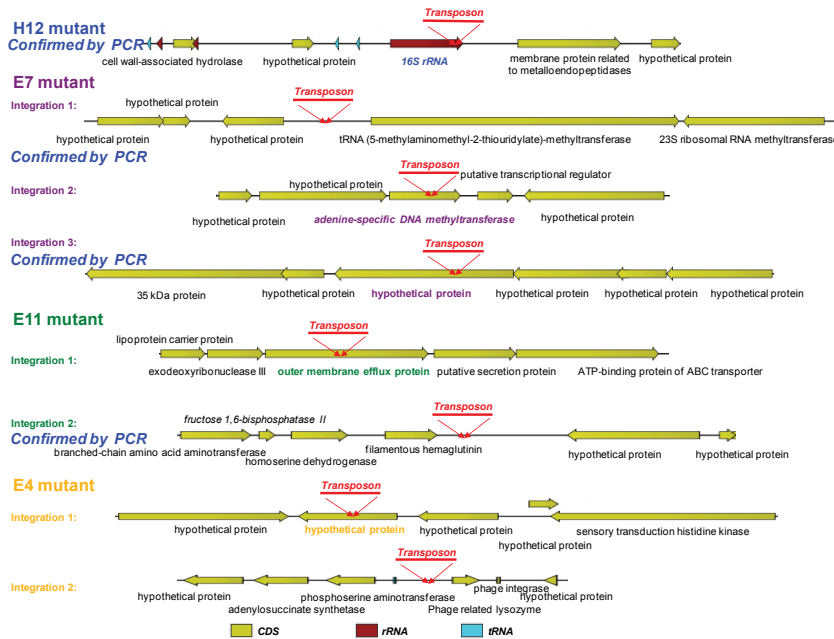 H12 mutant
Transposon
Confirmed by PCR
cell wall-associated hydrolase
hypothetical protein
16S rRNA
membrane protein related
to metalloendopeptidases
hypothetical protein
E7 mutant
Integration 1:
hypothetical protein
Transposon
hypothetical protein
hypothetical protein
tRNA (5-methylaminomethyl-2-thiouridylate)-methyltransferase
23S ribosomal RNA methyltransferase
Confirmed by PCR
Transposon
Integration 2:
hypothetical protein
putative transcriptional regulator
hypothetical protein
adenine-specific DNA methyltransferase
hypothetical protein
Integration 3:
Transposon
Confirmed by PCR
35 kDa protein
hypothetical protein
hypothetical protein
hypothetical protein
hypothetical protein
hypothetical protein
E11 mutant
Transposon
lipoprotein carrier protein
Integration 1:
exodeoxyribonuclease III
outer membrane efflux protein
putative secretion protein
ATP-binding protein of ABC transporter
Integration 2:
fructose 1,6-bisphosphatase II
Transposon
Confirmed by PCR
branched-chain amino acid aminotransferase
homoserine dehydrogenase
filamentous hemaglutinin
hypothetical protein
hypothetical protein
E4 mutant
Transposon
Integration 1:
hypothetical protein
hypothetical protein
hypothetical protein
hypothetical protein
sensory transduction histidine kinase
Transposon
Integration 2:
hypothetical protein
adenylosuccinate synthetase
phosphoserine aminotransferase
Phage related lysozyme
phage integrase
hypothetical protein
CDS
rRNA
tRNA